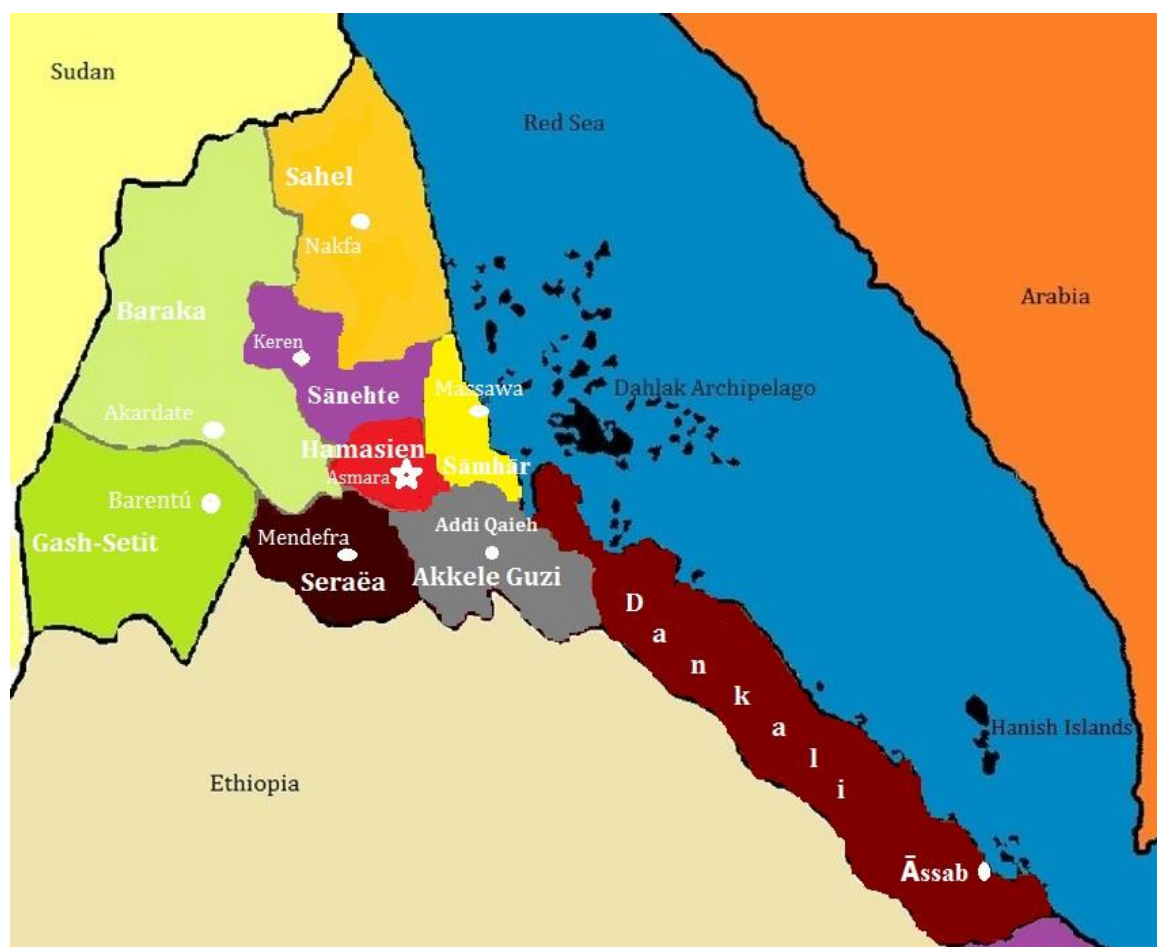 Sudan
Red Sea
Sahel
Nakfa
Arabia
Baraka
Keren
Sānehte
Massawa
Dahlak Archipelago
Akardate
Hamasien
Asmara
Sāmhār
Barentú
Gash-Setit
Mendefra
Seraëa
Addi Qaieh
Akkele Guzi
Dankali
Hanish Islands
Ethiopia
Āssab